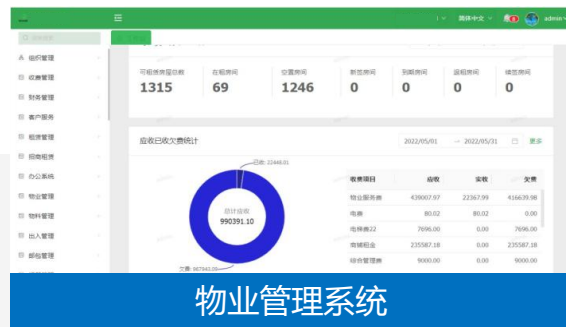 简体中文
admin
组织管理
可租赁房屋总数 在租房间 空置房间 新签房间 到期房间 退租房间 续签房间
1315 69 1246 0 0 0 0
收费管理
财务管理
客户服务
租赁管理
应收已收欠费统计 2022/05/01 → 2022/05/31 更多
招商租赁
已收: 22448.01
办公系统
收费项目 应收 实收 欠费
物业管理
物业服务费 439007.97 22367.99 416639.98
总计应收
990391.10
电费 80.02 80.02 0.00
物料管理
电梯费22 7696.00 0.00 7696.00
出入管理
商铺租金 235587.18 0.00 235587.18
邮包管理
综合管理费 9000.00 0.00 9000.00
欠费: 967943.09
物业管理系统